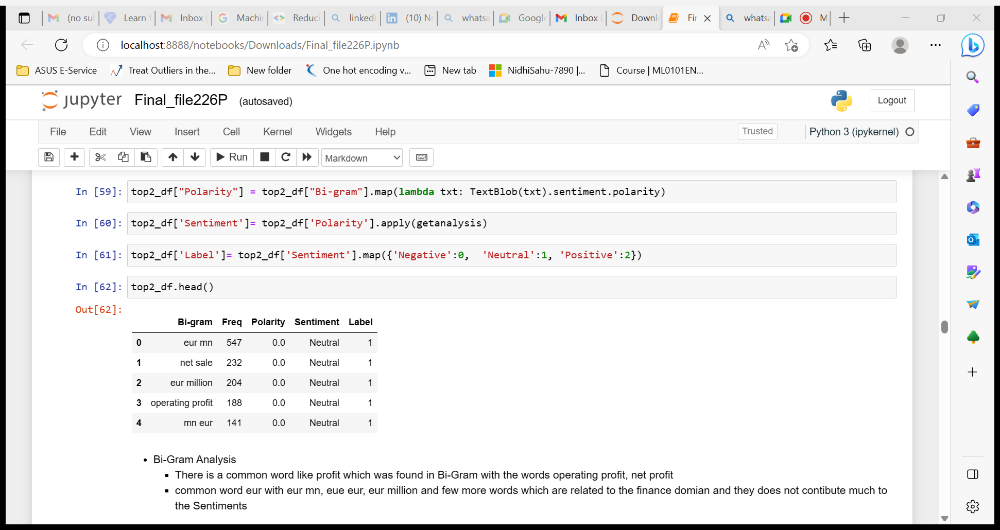 (no su Learn f Inbox ( Machir Reduci linkedi (10) N whatsa Google Inbox ( Downl Fir whatsa M
localhost:8888/notebooks/Downloads/Final_file226P.ipynb
ASUS E-Service Treat Outliers in the... New folder One hot encoding v... New tab NidhiSahu-7890 |... Course | ML0101EN...
jupyter Final_file226P (autosaved) Logout
File Edit View Insert Cell Kernel Widgets Help Trusted Python 3 (ipykernel)
Run Markdown
In [59]: top2_df["Polarity"] = top2_df["Bi-gram"].map(lambda txt: TextBlob(txt).sentiment.polarity)
In [60]: top2_df['Sentiment']= top2_df['Polarity'].apply(getanalysis)
In [61]: top2_df['Label']= top2_df['Sentiment'].map({'Negative':0, 'Neutral':1, 'Positive':2})
In [62]: top2_df.head()
Out[62]:
Bi-gram Freq Polarity Sentiment Label
0 eur mn 547 0.0 Neutral 1
1 net sale 232 0.0 Neutral 1
2 eur million 204 0.0 Neutral 1
3 operating profit 188 0.0 Neutral 1
4 mn eur 141 0.0 Neutral 1
• Bi-Gram Analysis
▪ There is a common word like profit which was found in Bi-Gram with the words operating profit, net profit
▪ common word eur with eur mn, eue eur, eur million and few more words which are related to the finance domian and they does not contibute much to
the Sentiments